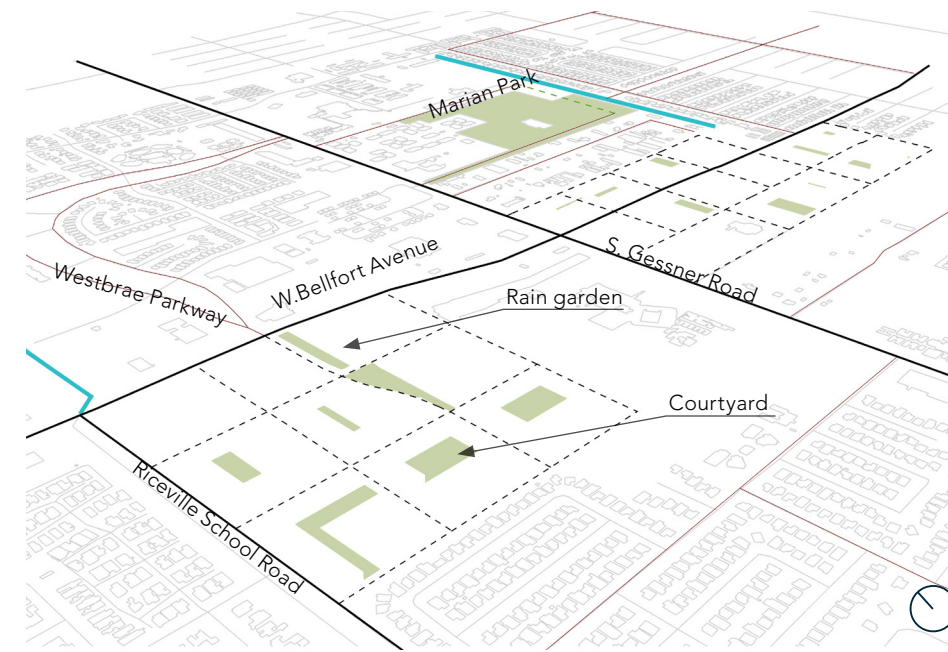 Marian Park
S. Gessner Road
W.Bellfort Avenue
Westbrae Parkway
Rain garden
Courtyard
Riceville School Road